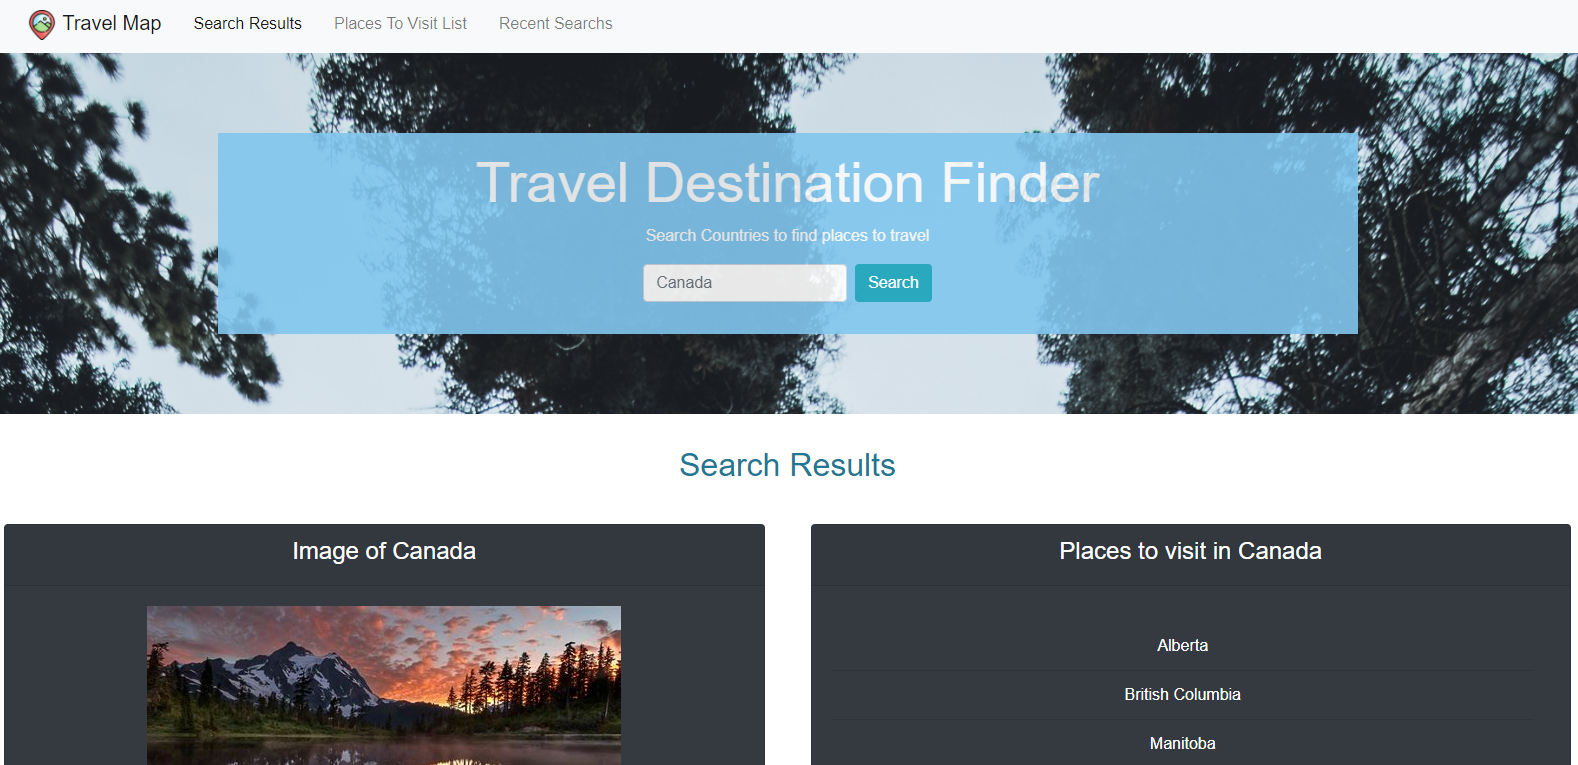 Travel Map Search Results Places To Visit List Recent Searchs
Travel Destination Finder
Search Countries to find places to travel
Canada Search
Search Results
Image of Canada
Places to visit in Canada
Alberta
British Columbia
Manitoba